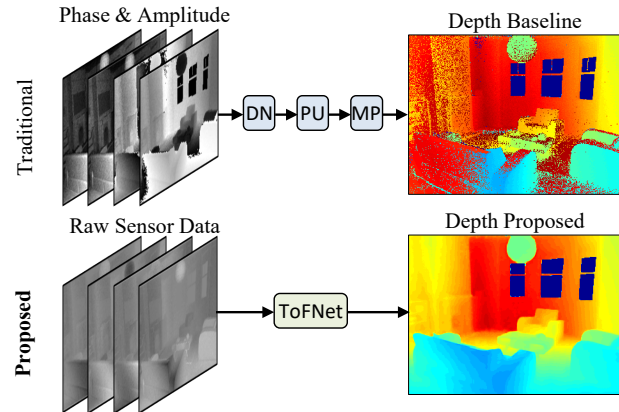 Phase & Amplitude
Depth Baseline
Traditional
DN
PU
MP
Raw Sensor Data
Depth Proposed
Proposed
ToFNet